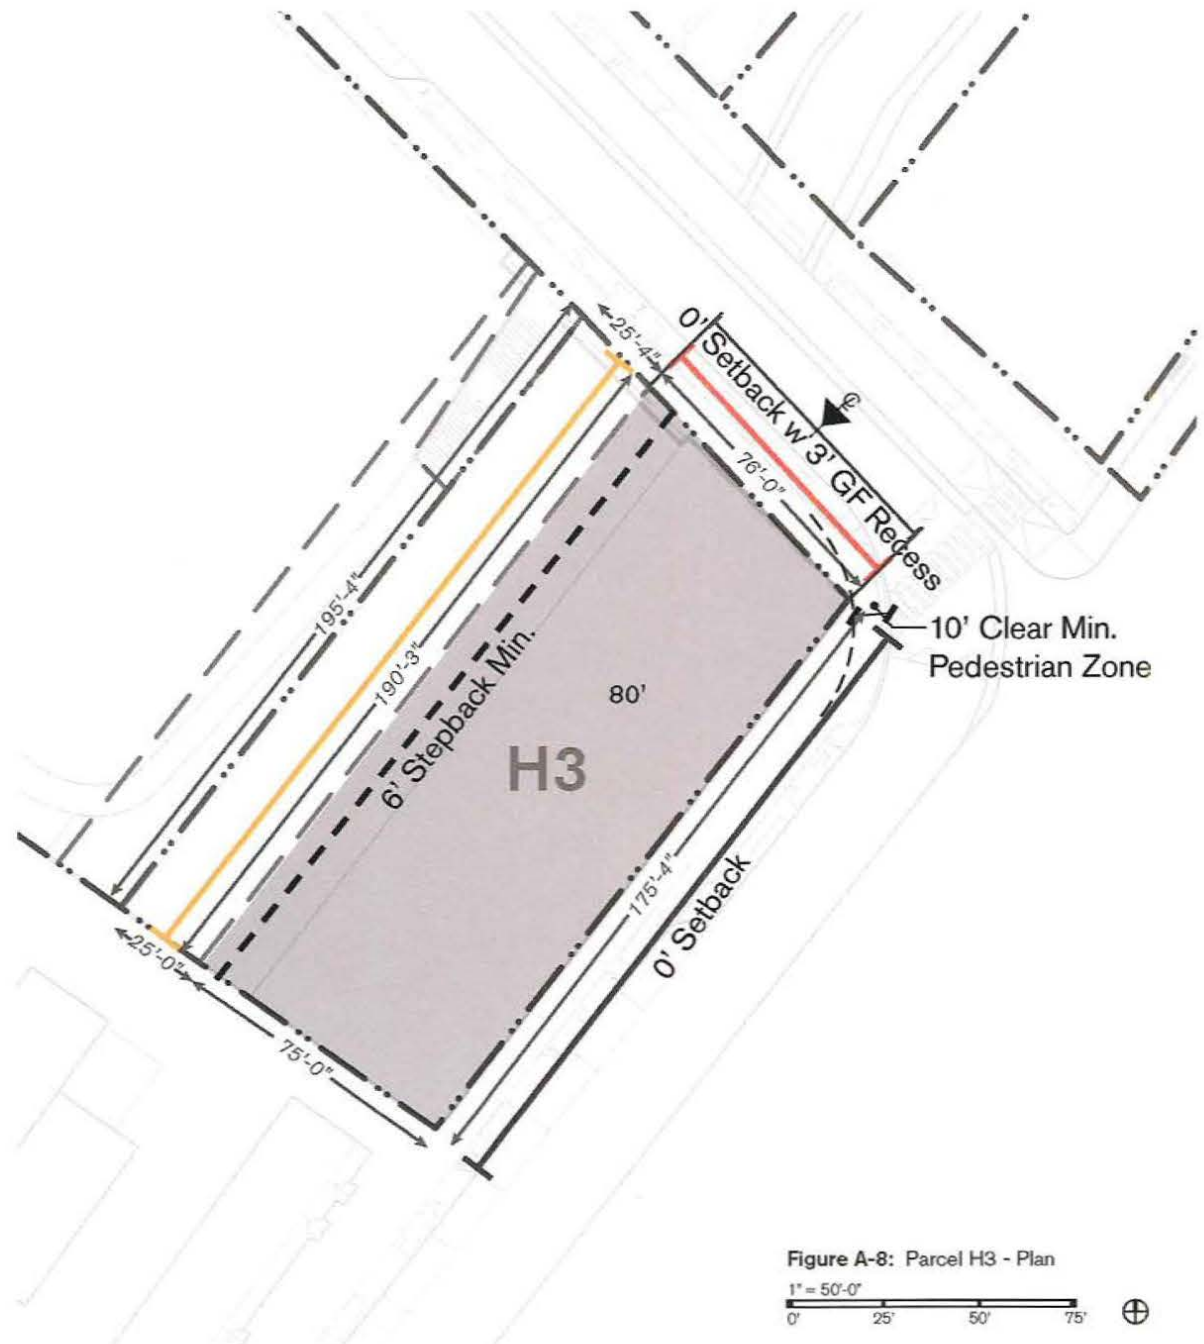 25'-4"
0' Setback w 3' GF Recess
℄
76'-0"
195'-4"
190'-3"
6' Stepback Min.
80'
H3
10' Clear Min.
Pedestrian Zone
175'-4"
0' Setback
25'-0"
75'-0"
Figure A-8: Parcel H3 - Plan
1" = 50'-0"
0' 25' 50' 75'